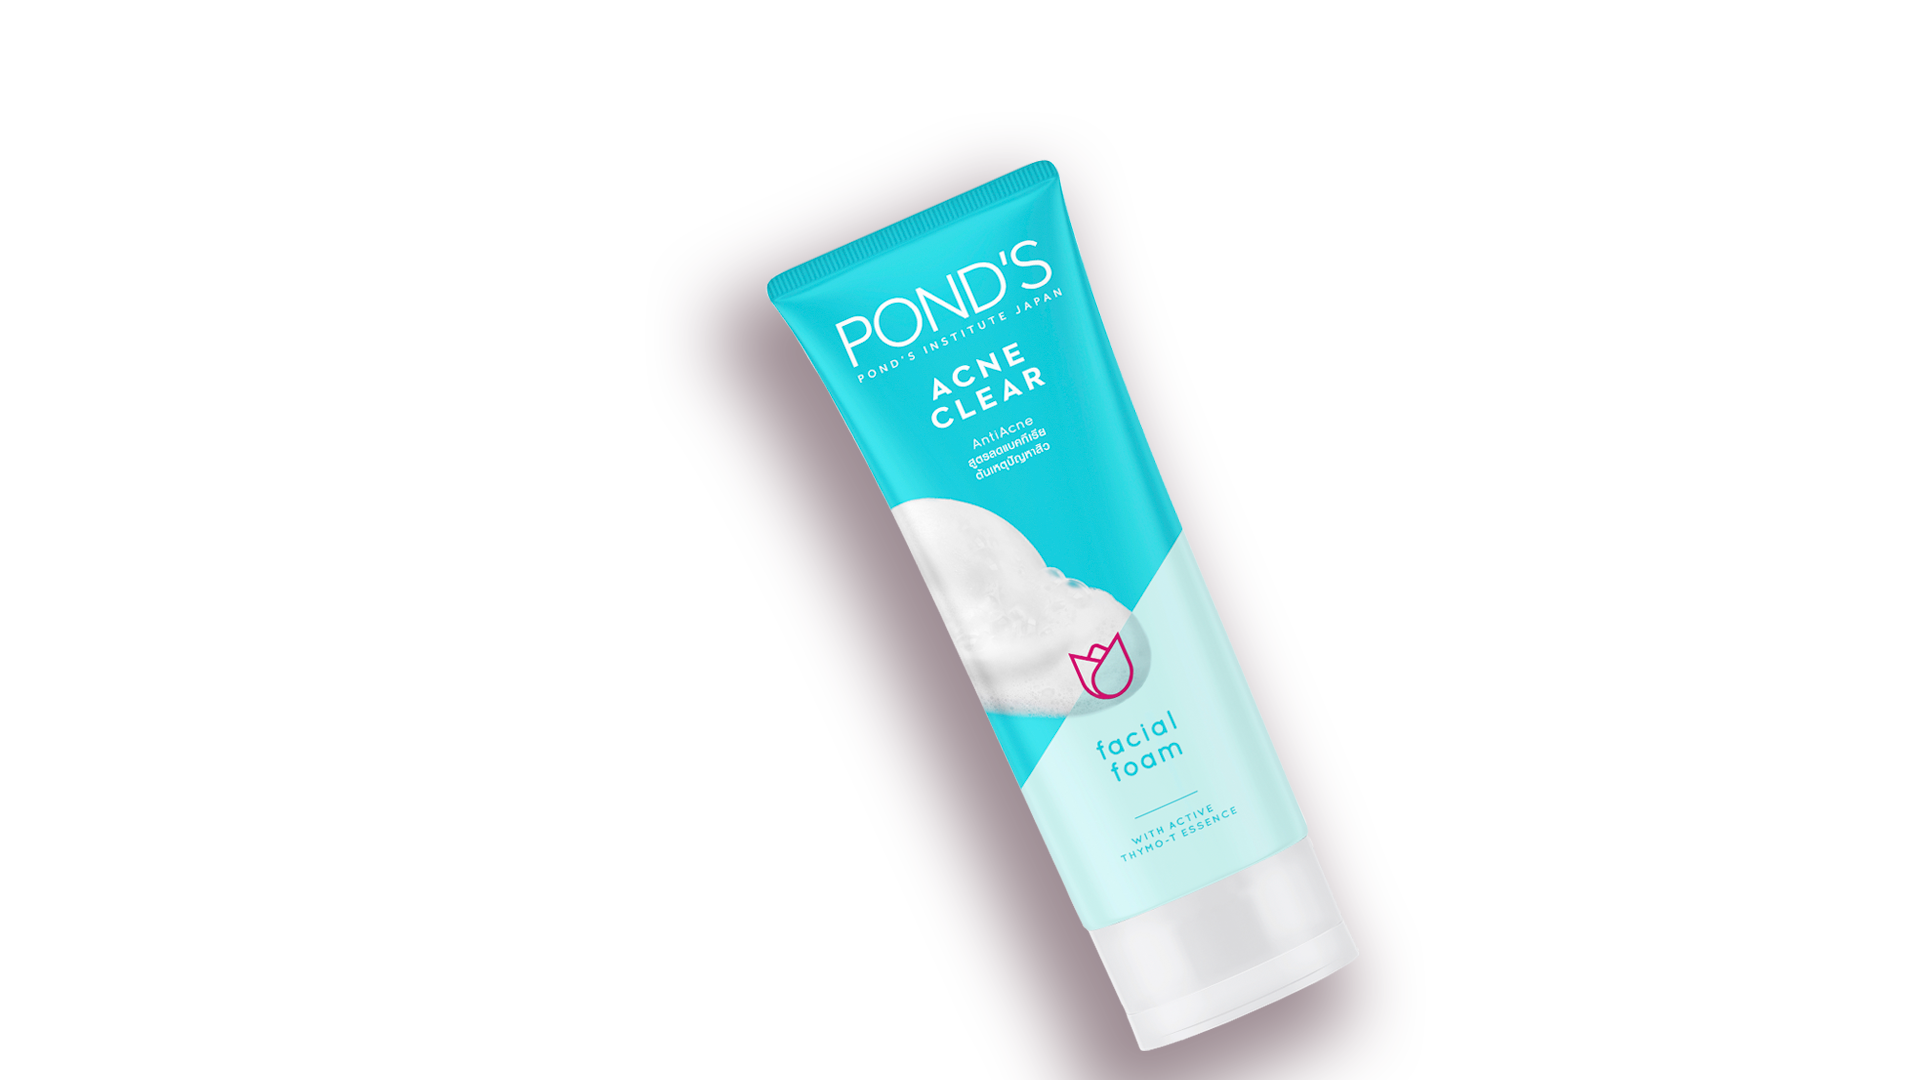 POND'S
POND'S INSTITUTE JAPAN
ACNE
CLEAR
AntiAcne
สูตรลดแบคทีเรีย
ต้นเหตุปัญหาสิว
facial
foam
WITH ACTIVE
THYMO-T ESSENCE